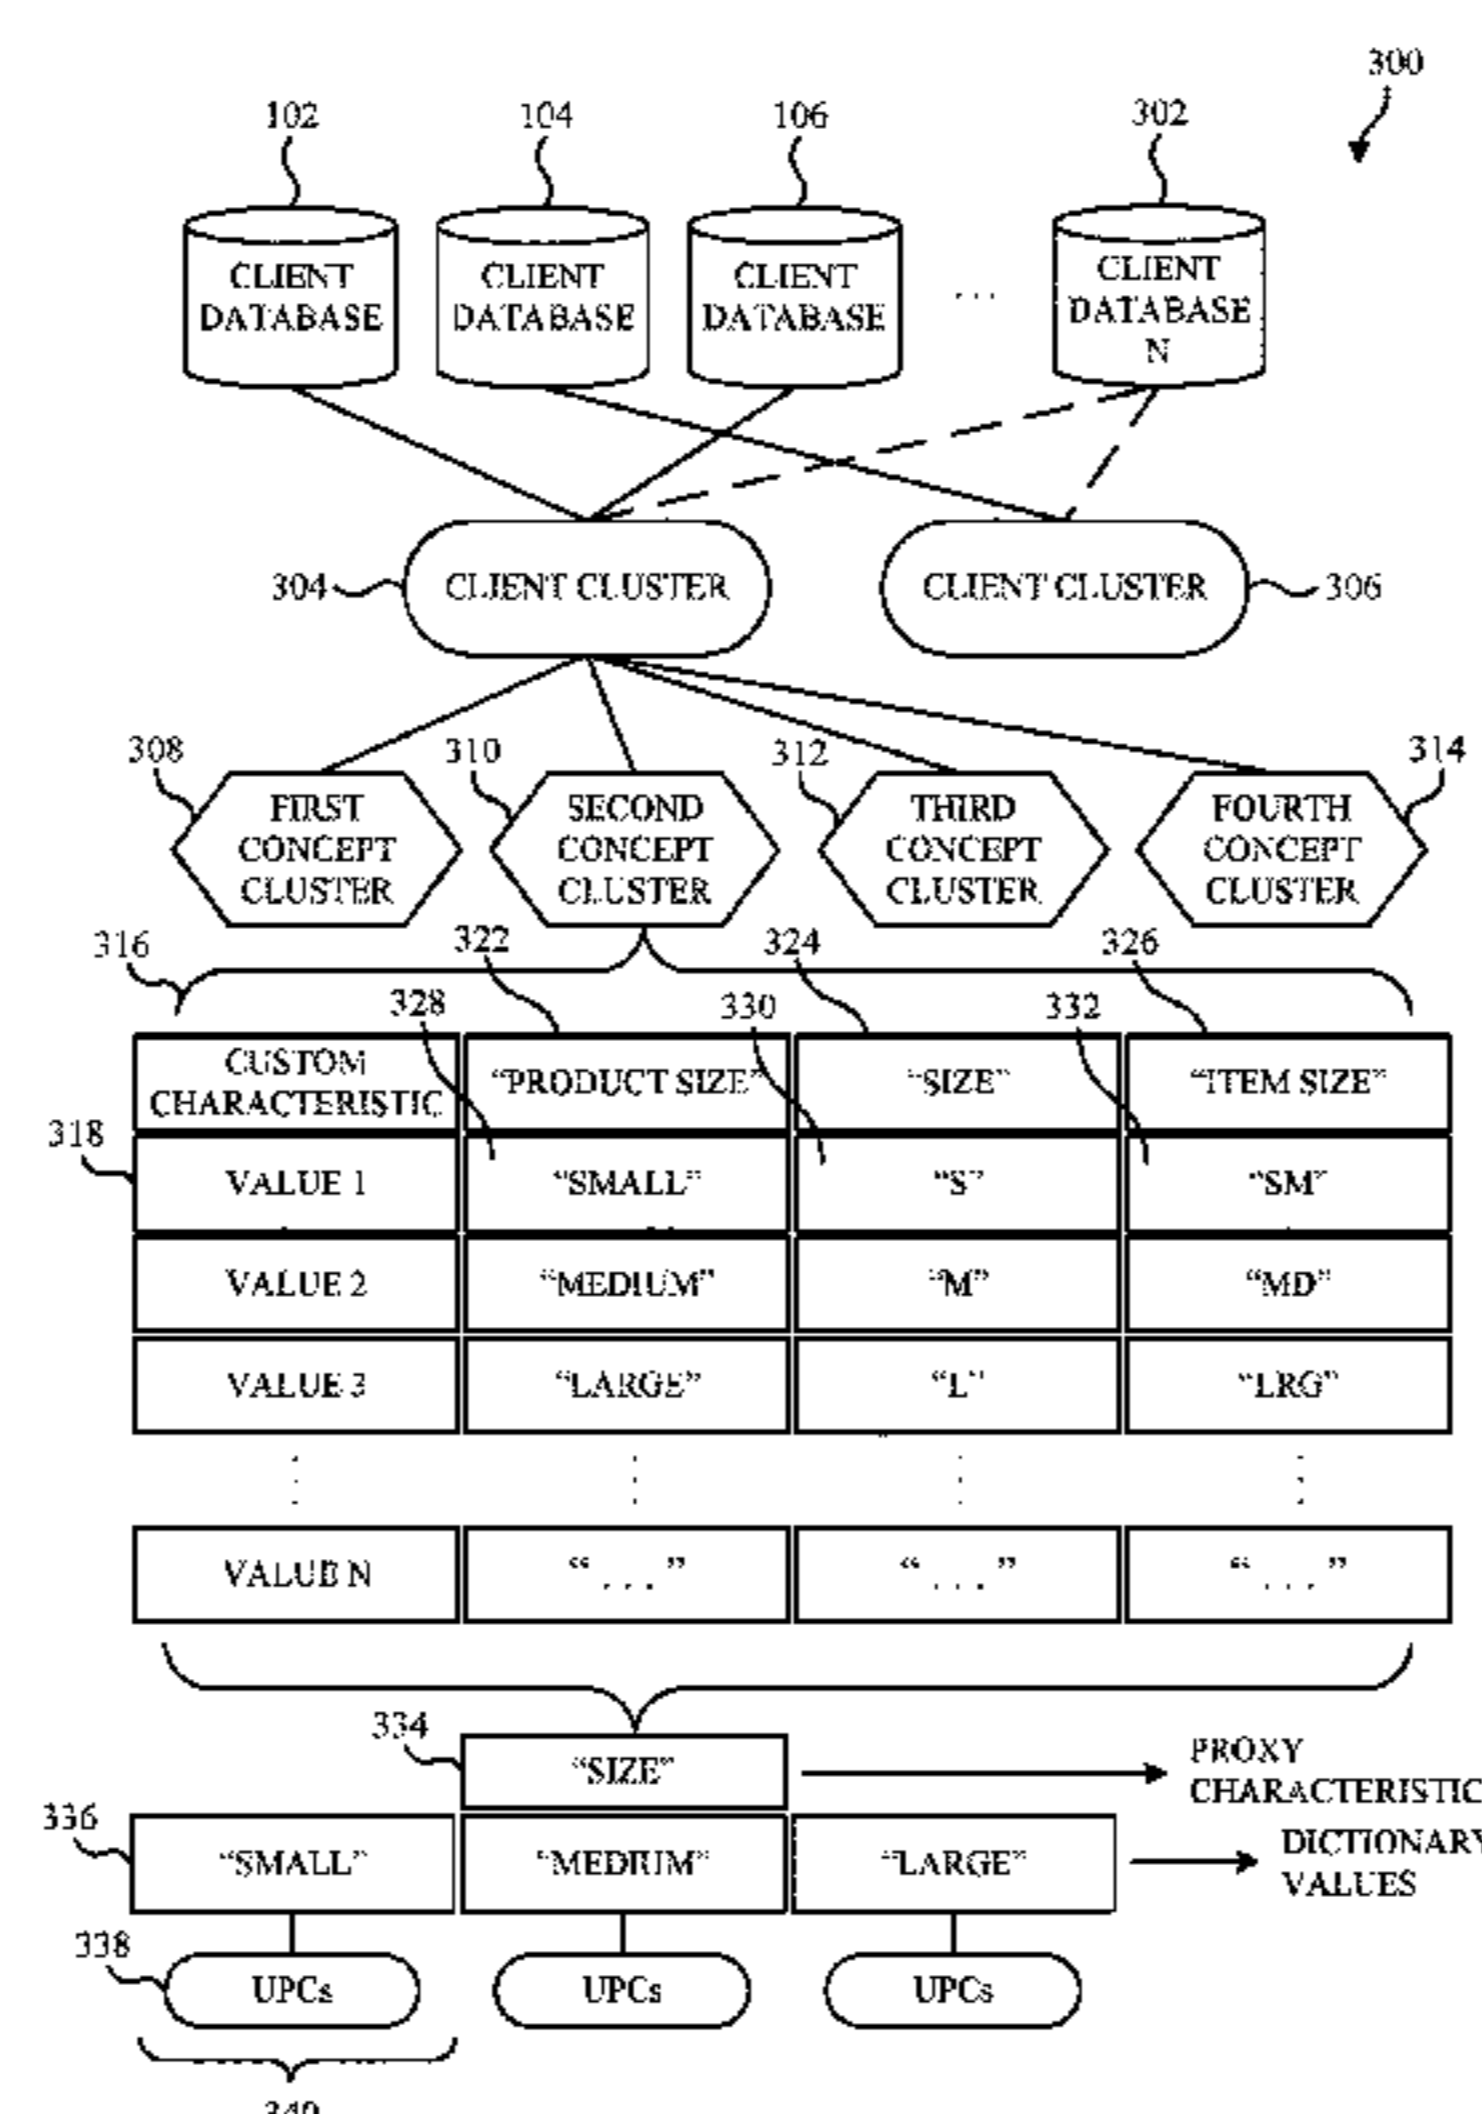 300
102
104
106
302
CLIENT
DATABASE
CLIENT
DATABASE
CLIENT
DATABASE
. . .
CLIENT
DATABASE
N
304
CLIENT CLUSTER
CLIENT CLUSTER
306
308
310
312
314
FIRST
CONCEPT
CLUSTER
SECOND
CONCEPT
CLUSTER
THIRD
CONCEPT
CLUSTER
FOURTH
CONCEPT
CLUSTER
316
322
324
326
328
330
332
CUSTOM
CHARACTERISTIC
“PRODUCT SIZE”
“SIZE”
“ITEM SIZE”
318
VALUE 1
“SMALL”
“S”
“SM”
VALUE 2
“MEDIUM”
“M”
“MD”
VALUE 3
“LARGE”
“L”
“LRG”
VALUE N
“. . .”
“. . .”
“. . .”
334
“SIZE”
PROXY
CHARACTERISTIC
336
“SMALL”
“MEDIUM”
“LARGE”
DICTIONARY
VALUES
338
UPCs
UPCs
UPCs